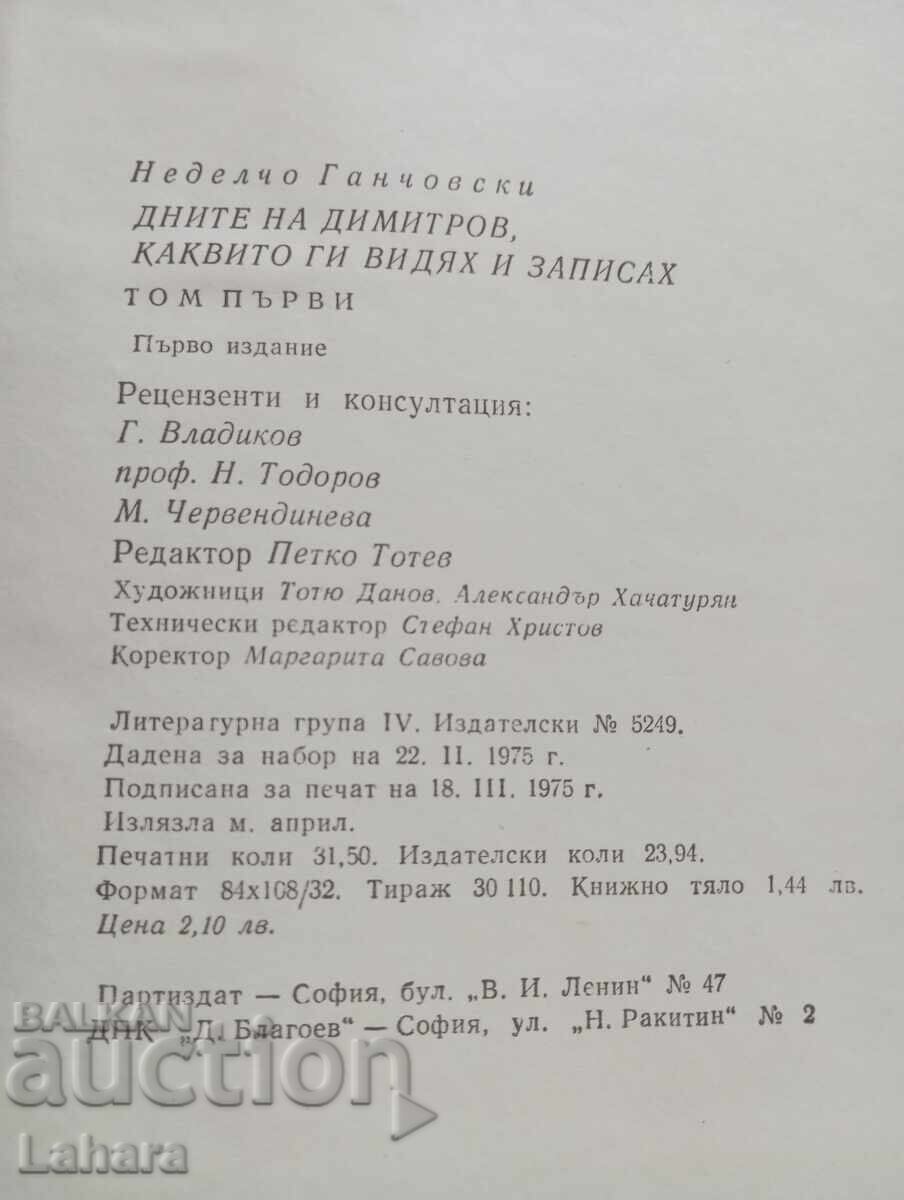 Неделчо Ганчовски
ДНИТЕ НА ДИМИТРОВ,
КАКВИТО ГИ ВИДЯХ И ЗАПИСАХ
ТОМ ПЪРВИ
Първо издание
Рецензенти и консултация:
Г. Владиков
проф. Н. Тодоров
М. Червендинева
Редактор Петко Тотев
Художници Тотю Данов, Александър Хачатурян
Технически редактор Стефан Христов
Коректор Маргарита Савова
Литературна група IV. Издателски № 5249.
Дадена за набор на 22. II. 1975 г.
Подписана за печат на 18. III. 1975 г.
Излязла м. април.
Печатни коли 31,50. Издателски коли 23,94.
Формат 84х108/32. Тираж 30 110. Книжно тяло 1,44 лв.
Цена 2,10 лв.
Партиздат — София, бул. „В. И. Ленин“ № 47
ДПК „Д. Благоев“ — София, ул. „Н. Ракитин“ № 2
BALKAN
auction
Lahara